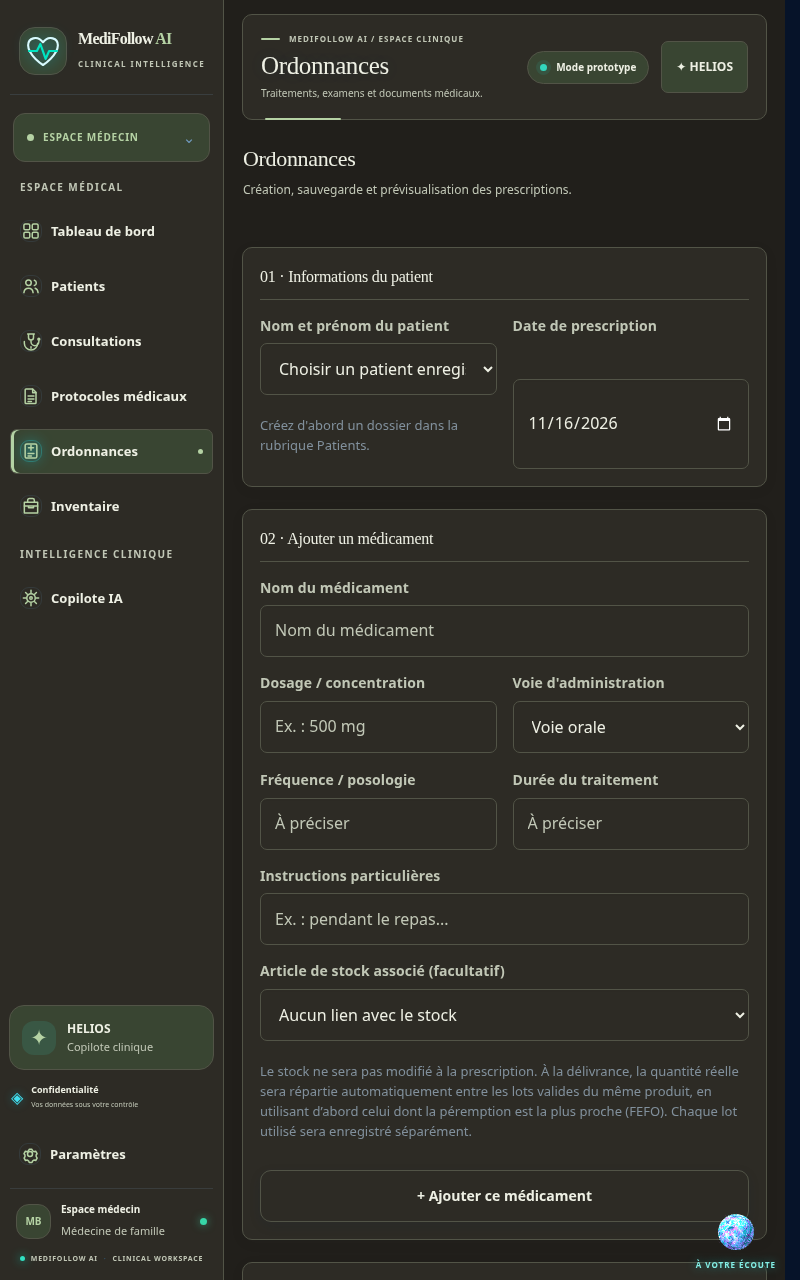 MediFollow AI
CLINICAL INTELLIGENCE
ESPACE MÉDECIN
ESPACE MÉDICAL
Tableau de bord
Patients
Consultations
Protocoles médicaux
Ordonnances
Inventaire
INTELLIGENCE CLINIQUE
Copilote IA
HELIOS
Copilote clinique
Confidentialité
Vos données sous votre contrôle
Paramètres
MB
Espace médecin
Médecine de famille
MEDIFOLLOW AI · CLINICAL WORKSPACE
MEDIFOLLOW AI / ESPACE CLINIQUE
Ordonnances
Traitements, examens et documents médicaux.
Mode prototype
✦ HELIOS
Ordonnances
Création, sauvegarde et prévisualisation des prescriptions.
01 · Informations du patient
Nom et prénom du patient
Choisir un patient enregi
Créez d'abord un dossier dans la
rubrique Patients.
Date de prescription
11/16/2026
02 · Ajouter un médicament
Nom du médicament
Nom du médicament
Dosage / concentration
Ex. : 500 mg
Voie d'administration
Voie orale
Fréquence / posologie
À préciser
Durée du traitement
À préciser
Instructions particulières
Ex. : pendant le repas...
Article de stock associé (facultatif)
Aucun lien avec le stock
Le stock ne sera pas modifié à la prescription. À la délivrance, la quantité réelle
sera répartie automatiquement entre les lots valides du même produit, en
utilisant d'abord celui dont la péremption est la plus proche (FEFO). Chaque lot
utilisé sera enregistré séparément.
+ Ajouter ce médicament
À VOTRE ÉCOUTE